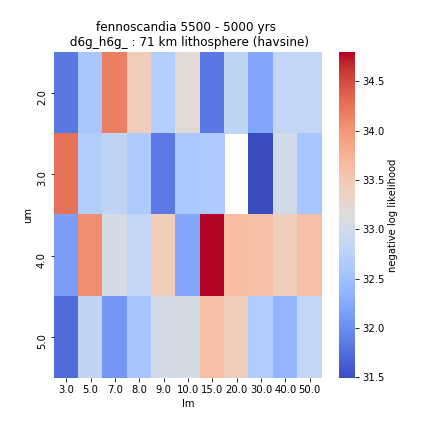 fennoscandia 5500 - 5000 yrs
d6g_h6g_ : 71 km lithosphere (havsine)
2.0
3.0
4.0
5.0
um
3.0 5.0 7.0 8.0 9.0 10.0 15.0 20.0 30.0 40.0 50.0
lm
34.5
34.0
33.5
33.0
32.5
32.0
31.5
negative log likelihood